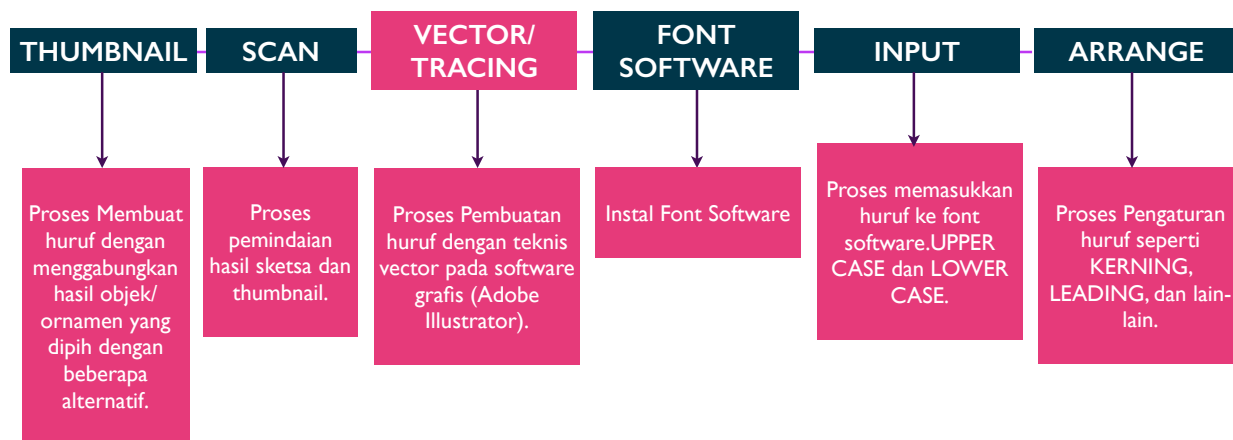 THUMBNAIL
SCAN
VECTOR/
TRACING
FONT
SOFTWARE
INPUT
ARRANGE
Proses Membuat
huruf dengan
menggabungkan
hasil objek/
ornamen yang
dipih dengan
beberapa
alternatif.
Proses
pemindaian
hasil sketsa dan
thumbnail.
Proses Pembuatan
huruf dengan teknis
vector pada software
grafis (Adobe
Illustrator).
Instal Font Software
Proses memasukkan
huruf ke font
software.UPPER
CASE dan LOWER
CASE.
Proses Pengaturan
huruf seperti
KERNING,
LEADING, dan lain-
lain.